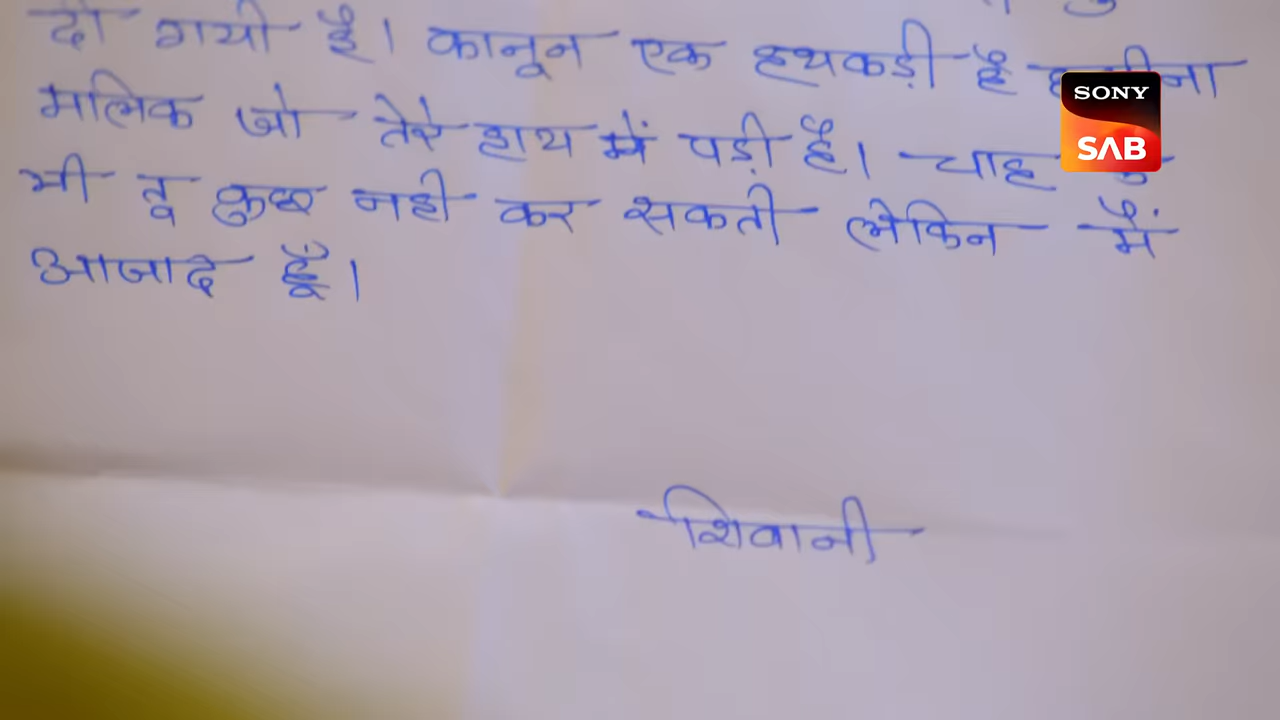 दी गयी है। कानून एक हथकड़ी है
मलिक जो तेरे हाथ में पड़ी है। चाह
भी तू कुछ नही कर सकती लेकिन मैं
आजाद हूँ।
शिवानी
SONY
SAB